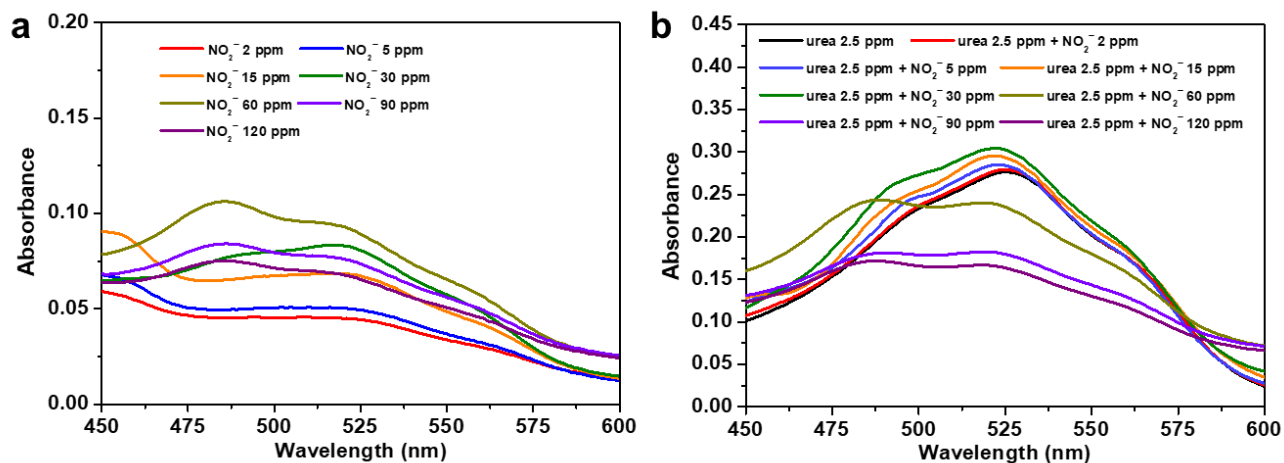 a
0.20
0.15
0.10
0.05
0.00
Absorbance
NO₂⁻ 2 ppm NO₂⁻ 5 ppm
NO₂⁻ 15 ppm NO₂⁻ 30 ppm
NO₂⁻ 60 ppm NO₂⁻ 90 ppm
NO₂⁻ 120 ppm
450 475 500 525 550 575 600
Wavelength (nm)
b
0.45
0.40
0.35
0.30
0.25
0.20
0.15
0.10
0.05
0.00
Absorbance
urea 2.5 ppm urea 2.5 ppm + NO₂⁻ 2 ppm
urea 2.5 ppm + NO₂⁻ 5 ppm urea 2.5 ppm + NO₂⁻ 15 ppm
urea 2.5 ppm + NO₂⁻ 30 ppm urea 2.5 ppm + NO₂⁻ 60 ppm
urea 2.5 ppm + NO₂⁻ 90 ppm urea 2.5 ppm + NO₂⁻ 120 ppm
450 475 500 525 550 575 600
Wavelength (nm)